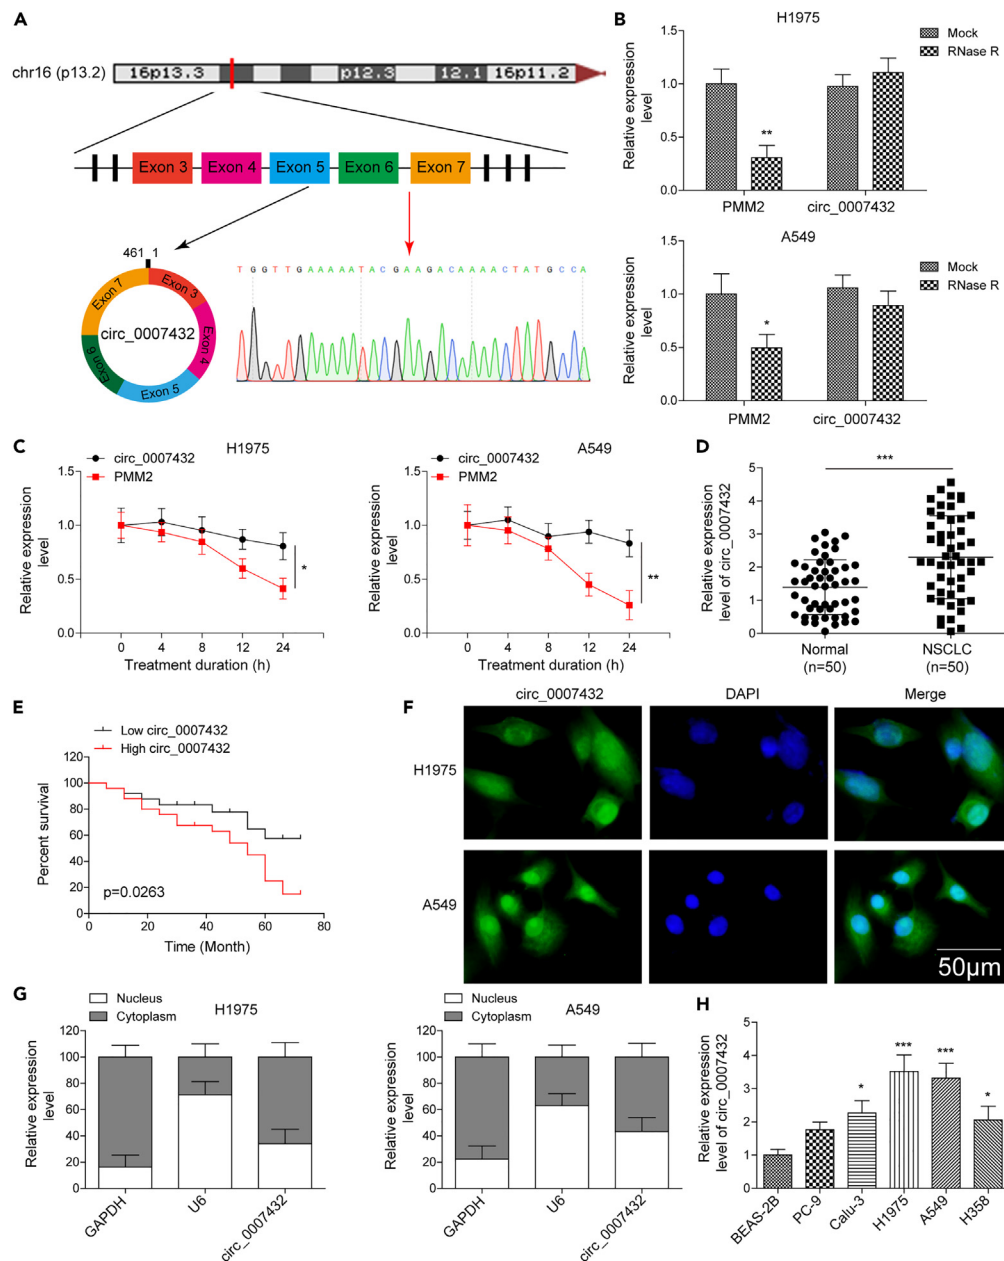 A
chr16 (p13.2)
16p13.3
p12.3
12.1
16p11.2
Exon 3
Exon 4
Exon 5
Exon 6
Exon 7
461
1
Exon 7
Exon 3
Exon 4
Exon 5
Exon 6
circ_0007432
TGGTTGAAAAATACGAAGACAAAACTATGCCA
B
H1975
Mock
RNase R
Relative expression
level
1.5
1.0
0.5
0.0
**
PMM2
circ_0007432
A549
Mock
RNase R
Relative expression
level
1.5
1.0
0.5
0.0
*
PMM2
circ_0007432
C
H1975
circ_0007432
PMM2
Relative expression
level
1.5
1.0
0.5
0.0
*
0 4 8 12 24
Treatment duration (h)
A549
circ_0007432
PMM2
Relative expression
level
1.5
1.0
0.5
0.0
**
0 4 8 12 24
Treatment duration (h)
D
Relative expression
level of circ_0007432
5
4
3
2
1
0
***
Normal
(n=50)
NSCLC
(n=50)
E
Low circ_0007432
High circ_0007432
Percent survival
120
100
80
60
40
20
0
p=0.0263
0 20 40 60 80
Time (Month)
F
circ_0007432
DAPI
Merge
H1975
A549
50μm
G
H1975
Nucleus
Cytoplasm
Relative expression
level
120
100
80
60
40
20
0
GAPDH
U6
circ_0007432
A549
Nucleus
Cytoplasm
Relative expression
level
120
100
80
60
40
20
0
GAPDH
U6
circ_0007432
H
Relative expression
level of circ_0007432
5
4
3
2
1
0
*
***
***
*
BEAS-2B
PC-9
Calu-3
H1975
A549
H358